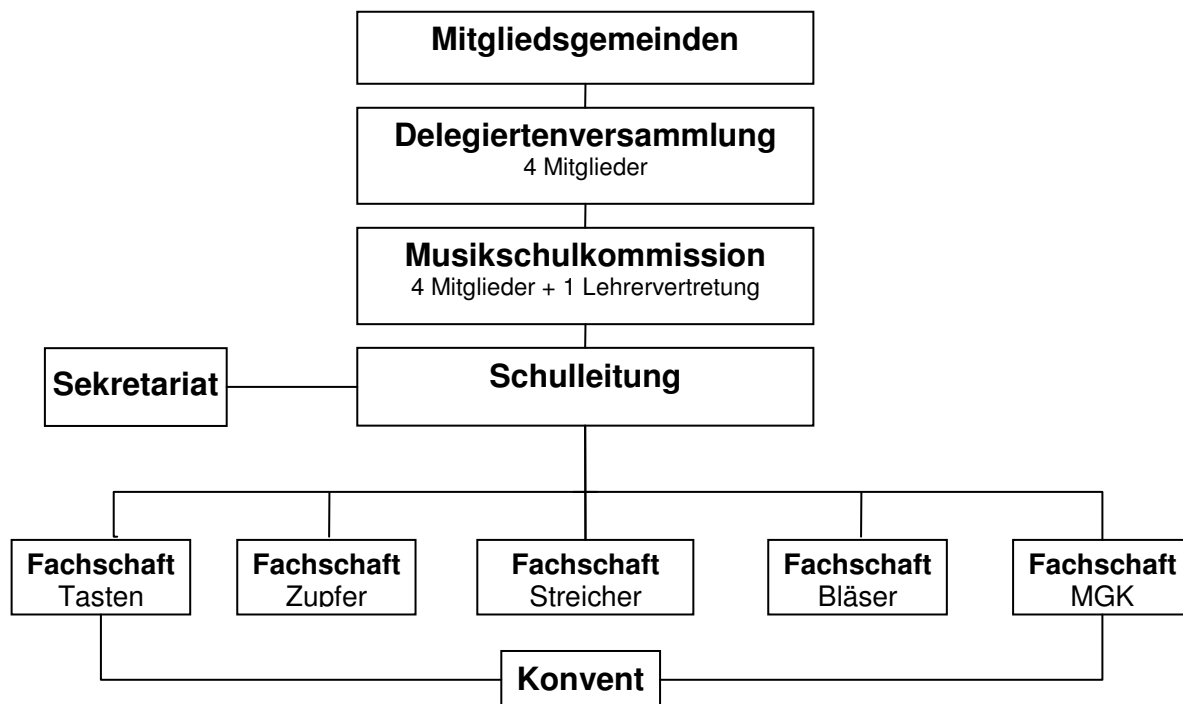 Mitgliedsgemeinden
Delegiertenversammlung
4 Mitglieder
Musikschulkommission
4 Mitglieder + 1 Lehrervertretung
Schulleitung
Sekretariat
Fachschaft
Tasten
Fachschaft
Zupfer
Fachschaft
Streicher
Fachschaft
Bläser
Fachschaft
MGK
Konvent